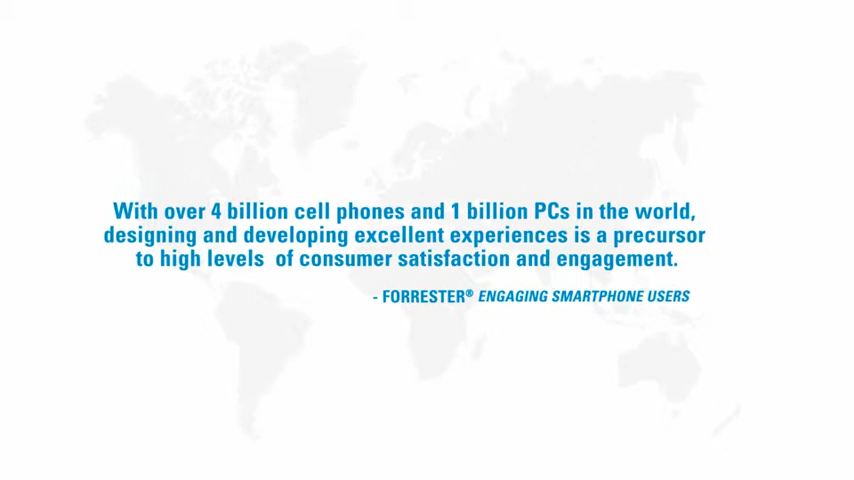 With over 4 billion cell phones and 1 billion PCs in the world,
designing and developing excellent experiences is a precursor
to high levels  of consumer satisfaction and engagement.
- FORRESTER® ENGAGING SMARTPHONE USERS